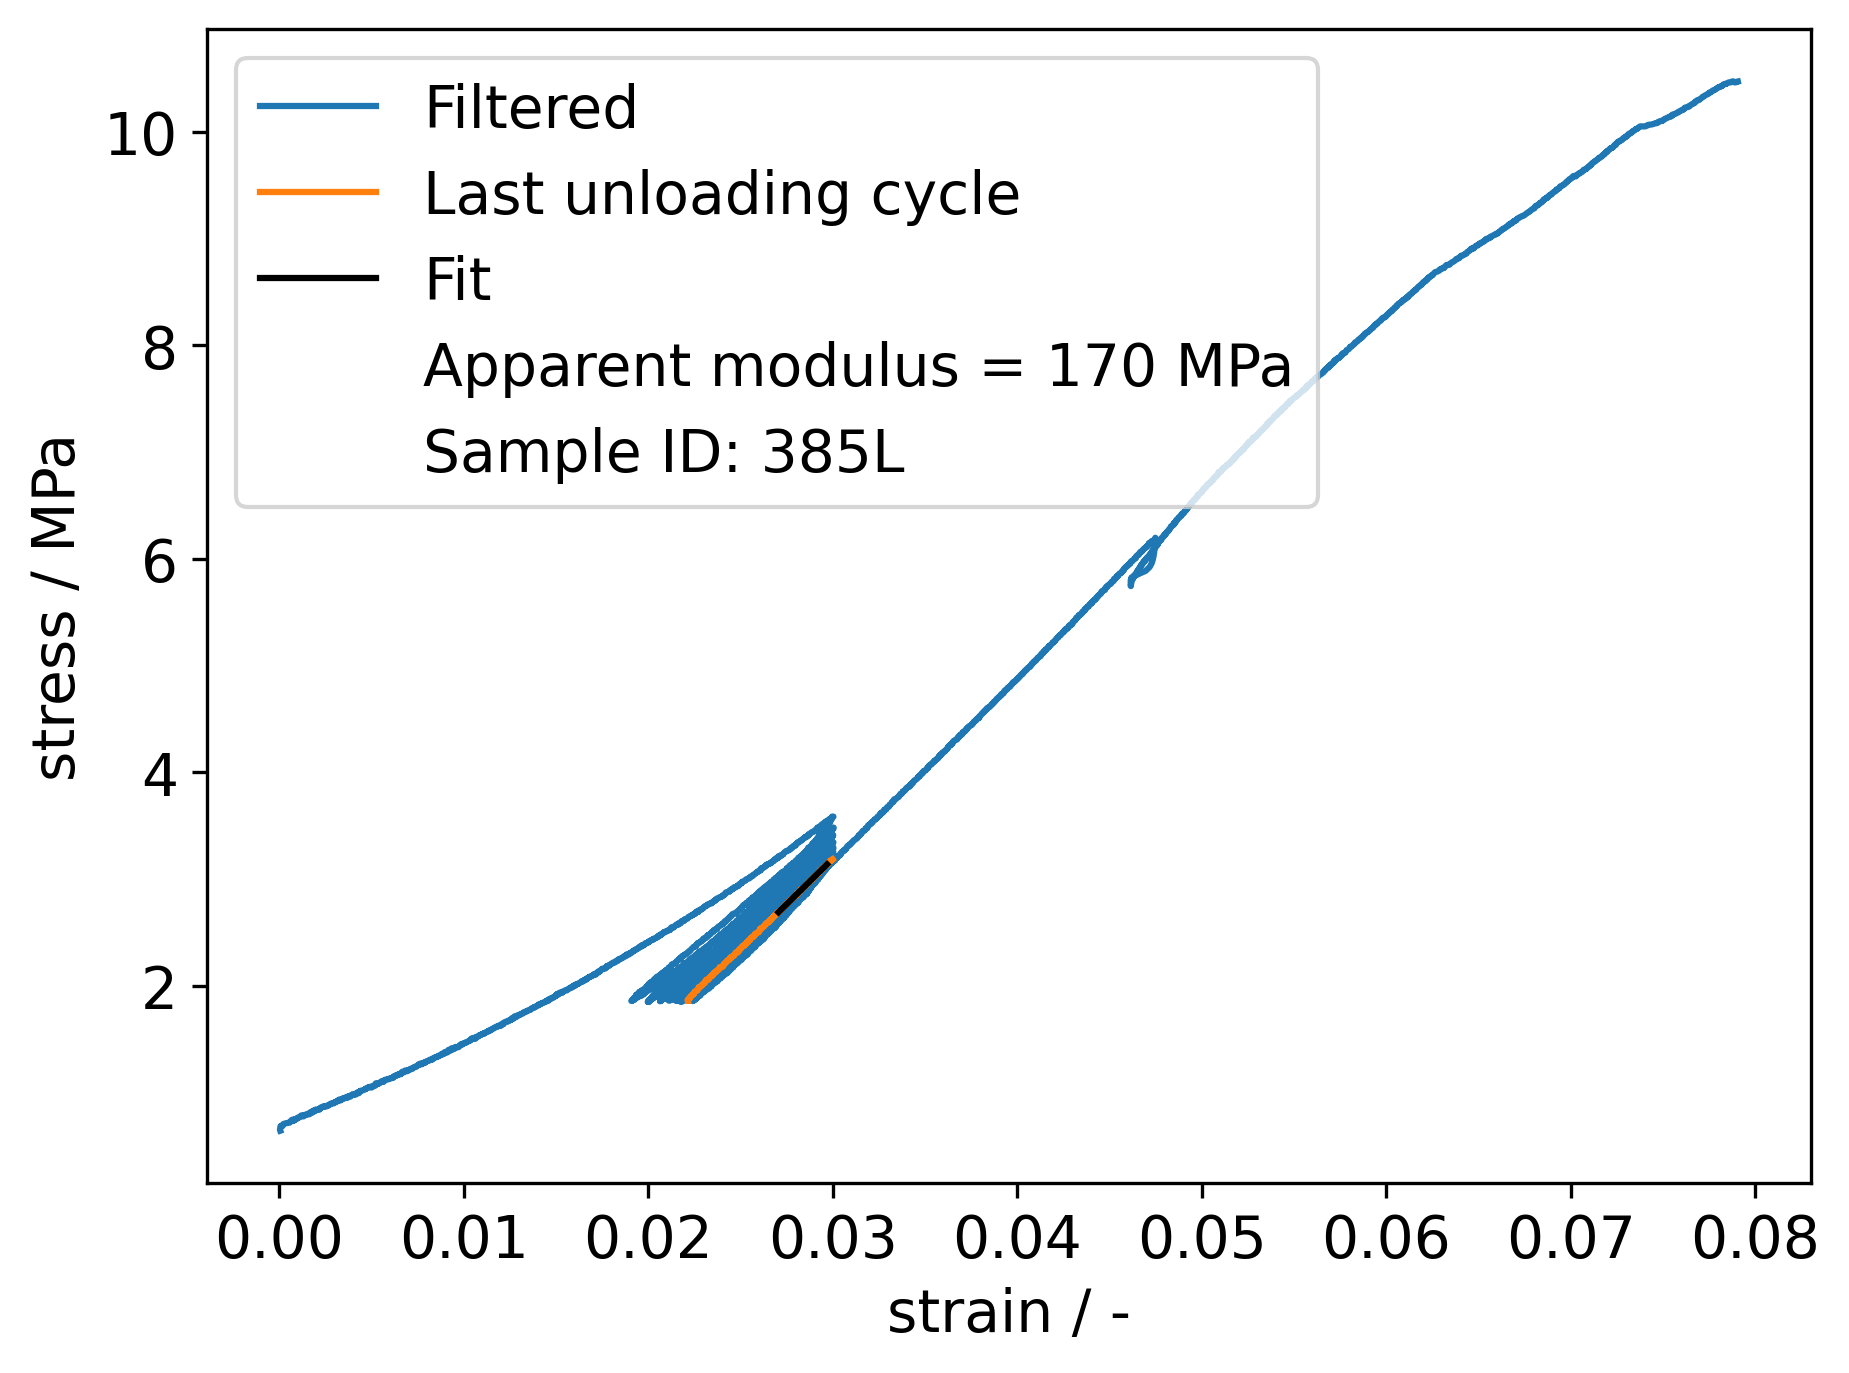 Filtered
Last unloading cycle
Fit
Apparent modulus = 170 MPa
Sample ID: 385L
10
8
6
4
2
stress / MPa
0.00 0.01 0.02 0.03 0.04 0.05 0.06 0.07 0.08
strain / -